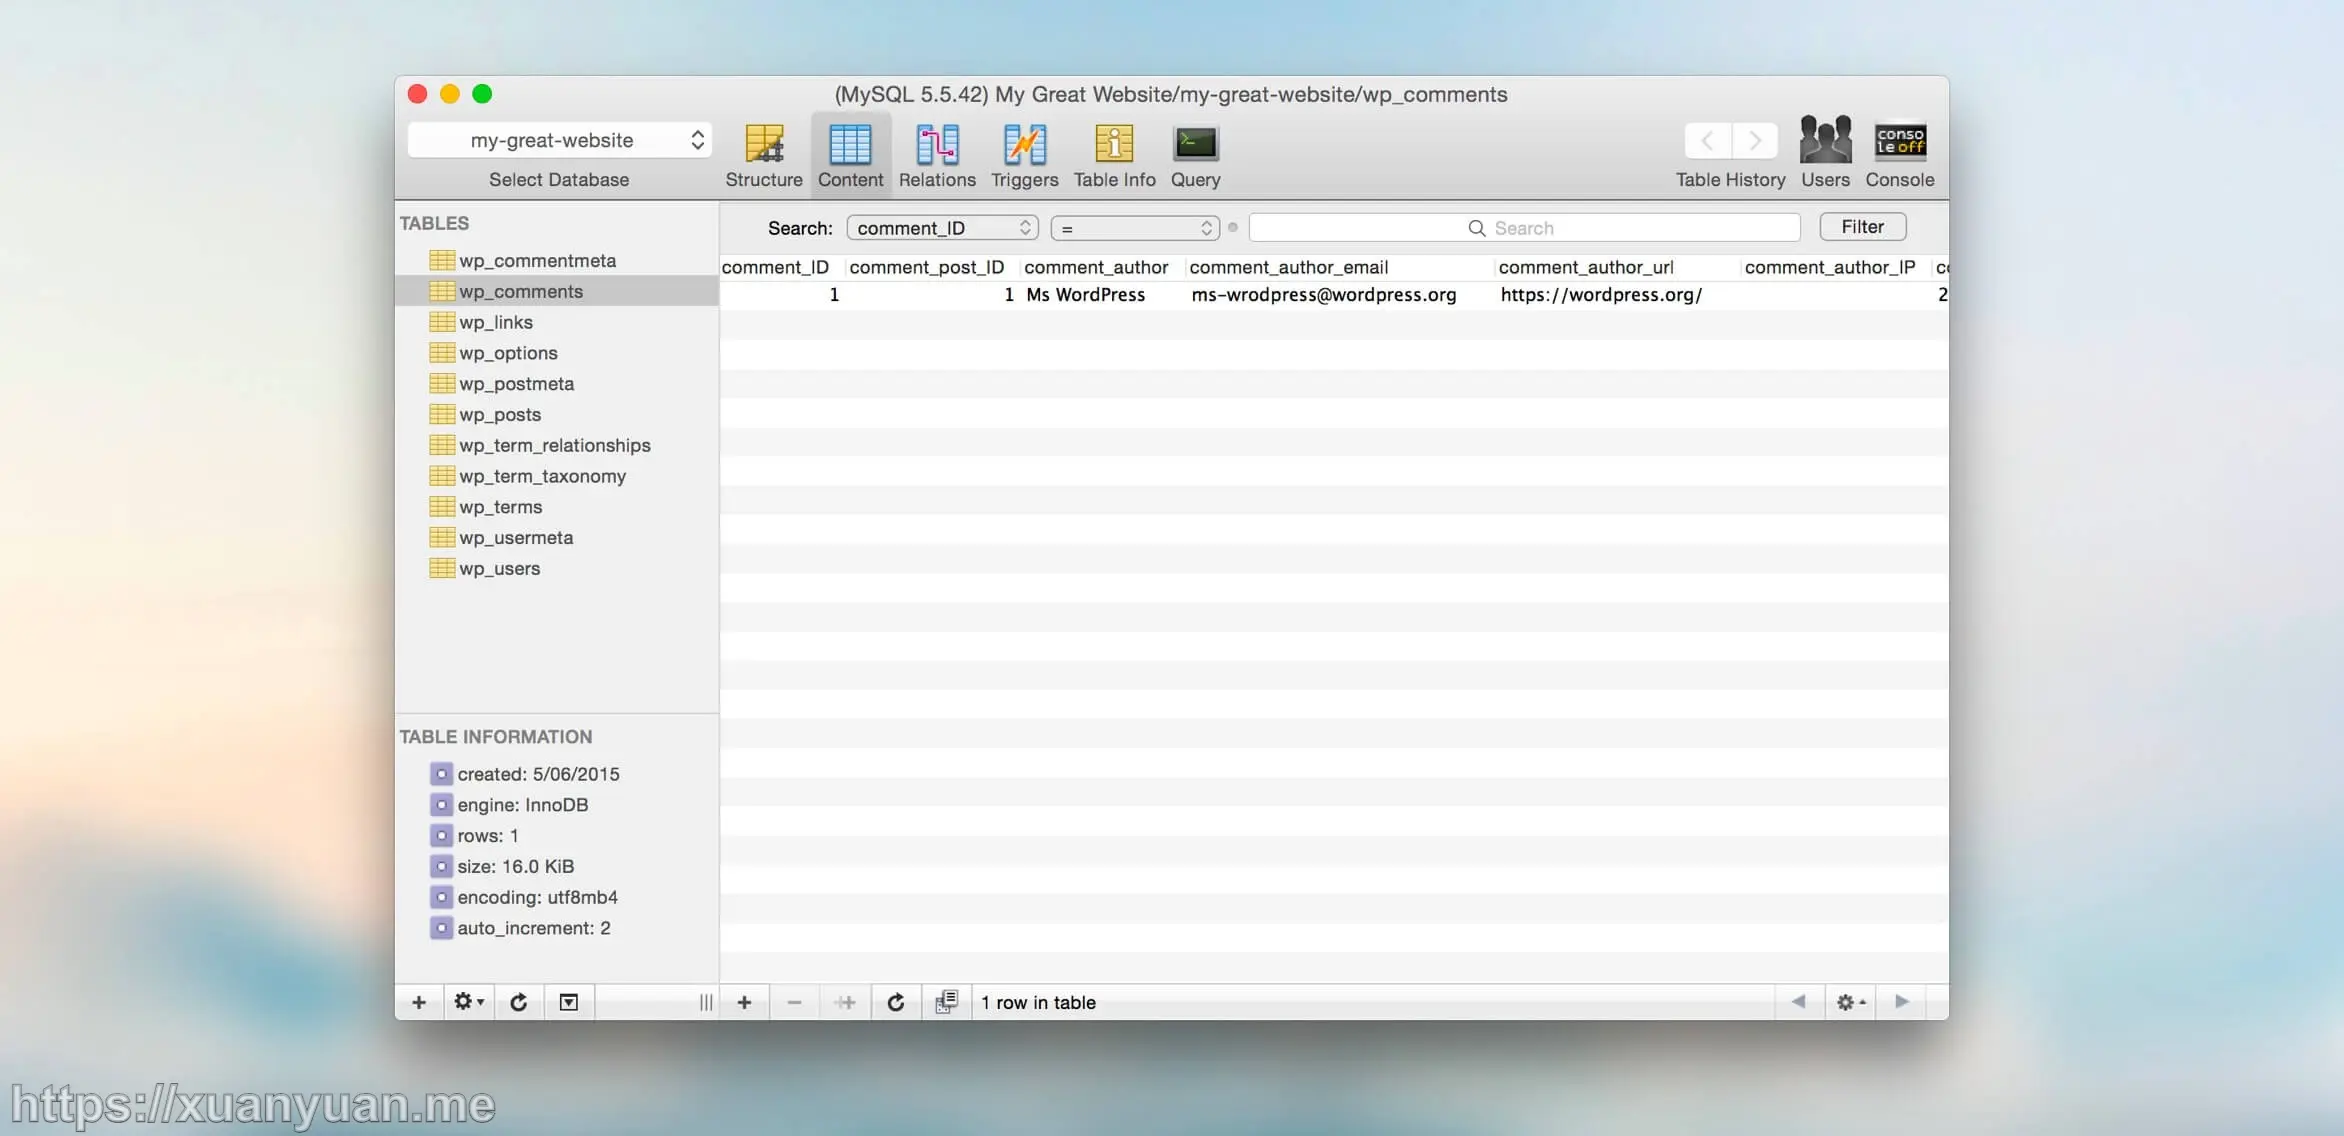 (MySQL 5.5.42) My Great Website/my-great-website/wp_comments
my-great-website
Select Database
Structure
Content
Relations
Triggers
Table Info
Query
Table History
Users
conso
le off
Console
TABLES
wp_commentmeta
wp_comments
wp_links
wp_options
wp_postmeta
wp_posts
wp_term_relationships
wp_term_taxonomy
wp_terms
wp_usermeta
wp_users
Search: comment_ID = Search Filter
comment_ID comment_post_ID comment_author comment_author_email comment_author_url comment_author_IP
1 1 Ms WordPress ms-wrodpress@wordpress.org https://wordpress.org/ 2
TABLE INFORMATION
created: 5/06/2015
engine: InnoDB
rows: 1
size: 16.0 KiB
encoding: utf8mb4
auto_increment: 2
1 row in table
https://xuanyuan.me